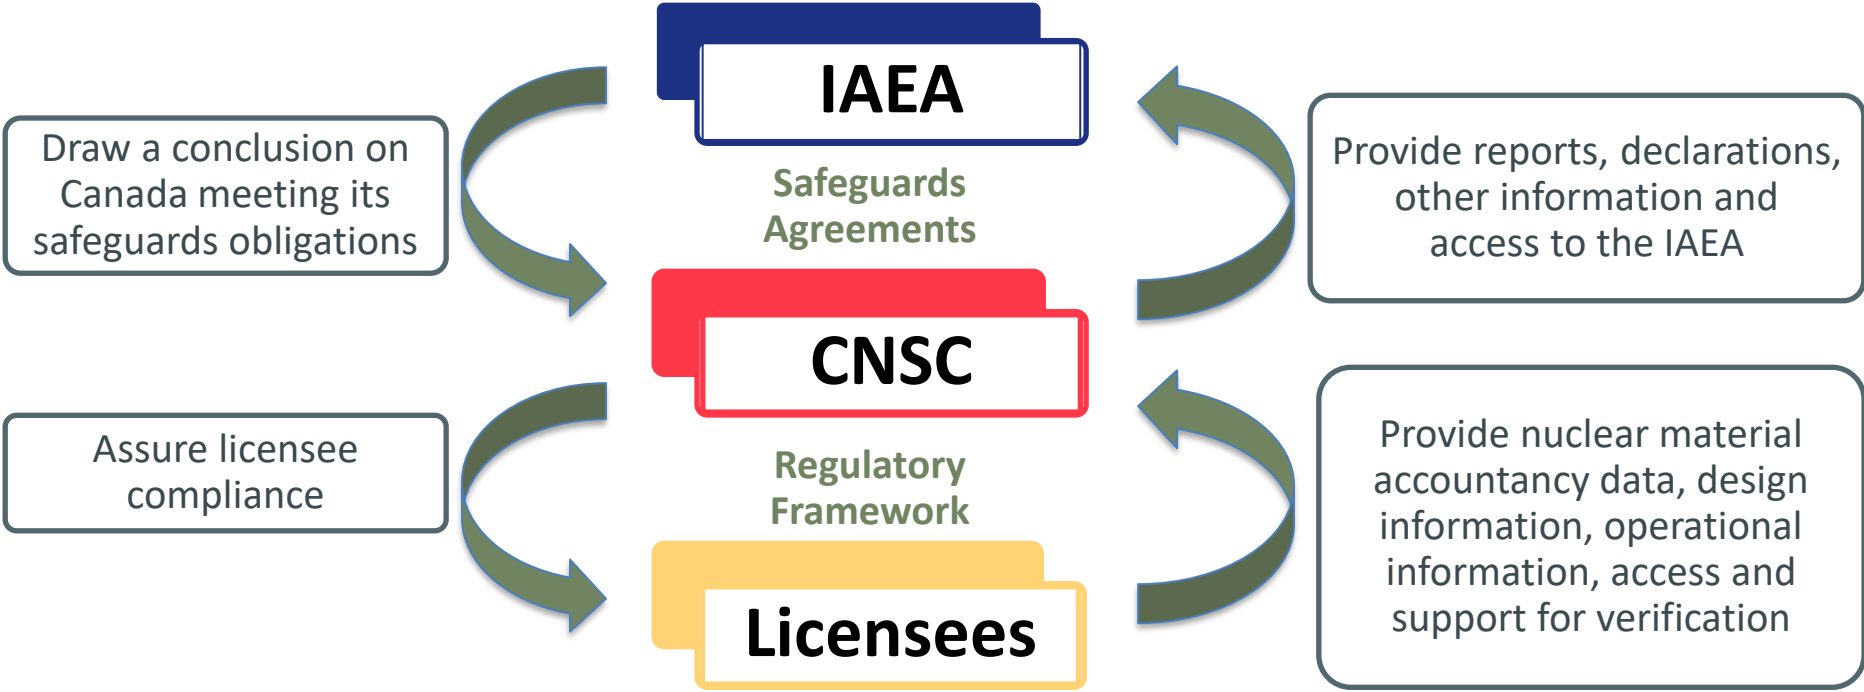 IAEA
Draw a conclusion on
Canada meeting its
safeguards obligations
Safeguards
Agreements
Provide reports, declarations,
other information and
access to the IAEA
CNSC
Assure licensee
compliance
Regulatory
Framework
Provide nuclear material
accountancy data, design
information, operational
information, access and
support for verification
Licensees